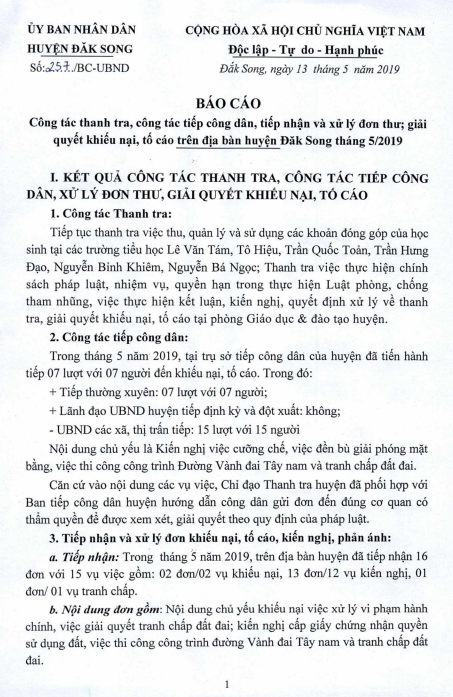 ỦY BAN NHÂN DÂN
HUYỆN ĐĂK SONG
Số: 257/BC-UBND
CỘNG HÒA XÃ HỘI CHỦ NGHĨA VIỆT NAM
Độc lập - Tự do - Hạnh phúc
Đăk Song, ngày 13 tháng 5 năm 2019
BÁO CÁO
Công tác thanh tra, công tác tiếp công dân, tiếp nhận và xử lý đơn thư; giải
quyết khiếu nại, tố cáo trên địa bàn huyện Đăk Song tháng 5/2019
I. KẾT QUẢ CÔNG TÁC THANH TRA, CÔNG TÁC TIẾP CÔNG
DÂN, XỬ LÝ ĐƠN THƯ, GIẢI QUYẾT KHIẾU NẠI, TỐ CÁO
1. Công tác Thanh tra:
Tiếp tục thanh tra việc thu, quản lý và sử dụng các khoản đóng góp của học
sinh tại các trường tiểu học Lê Văn Tám, Tô Hiệu, Trần Quốc Toản, Trần Hưng
Đạo, Nguyễn Bỉnh Khiêm, Nguyễn Bá Ngọc; Thanh tra việc thực hiện chính
sách pháp luật, nhiệm vụ, quyền hạn trong thực hiện Luật phòng, chống
tham nhũng, việc thực hiện kết luận, kiến nghị, quyết định xử lý về thanh
tra, giải quyết khiếu nại, tố cáo tại phòng Giáo dục & đào tạo huyện.
2. Công tác tiếp công dân:
Trong tháng 5 năm 2019, tại trụ sở tiếp công dân của huyện đã tiến hành
tiếp 07 lượt với 07 người đến khiếu nại, tố cáo. Trong đó:
+ Tiếp thường xuyên: 07 lượt với 07 người;
+ Lãnh đạo UBND huyện tiếp định kỳ và đột xuất: không;
- UBND các xã, thị trấn tiếp: 15 lượt với 15 người
Nội dung chủ yếu là Kiến nghị việc cưỡng chế, việc đền bù giải phóng mặt
bằng, việc thi công công trình Đường Vành đai Tây nam và tranh chấp đất đai.
Căn cứ vào nội dung các vụ việc, Chỉ đạo Thanh tra huyện đã phối hợp với
Ban tiếp công dân huyện hướng dẫn công dân gửi đơn đến đúng cơ quan có
thẩm quyền để được xem xét, giải quyết theo quy định của pháp luật.
3. Tiếp nhận và xử lý đơn khiếu nại, tố cáo, kiến nghị, phản ánh:
a. Tiếp nhận: Trong tháng 5 năm 2019, trên địa bàn huyện đã tiếp nhận 16
đơn với 15 vụ việc gồm: 02 đơn/02 vụ khiếu nại, 13 đơn/12 vụ kiến nghị, 01
đơn/ 01 vụ tranh chấp.
b. Nội dung đơn gồm: Nội dung chủ yếu khiếu nại việc xử lý vi phạm hành
chính, việc giải quyết tranh chấp đất đai; kiến nghị cấp giấy chứng nhận quyền
sử dụng đất, việc thi công công trình đường Vành đai Tây nam và tranh chấp đất
đai.
1